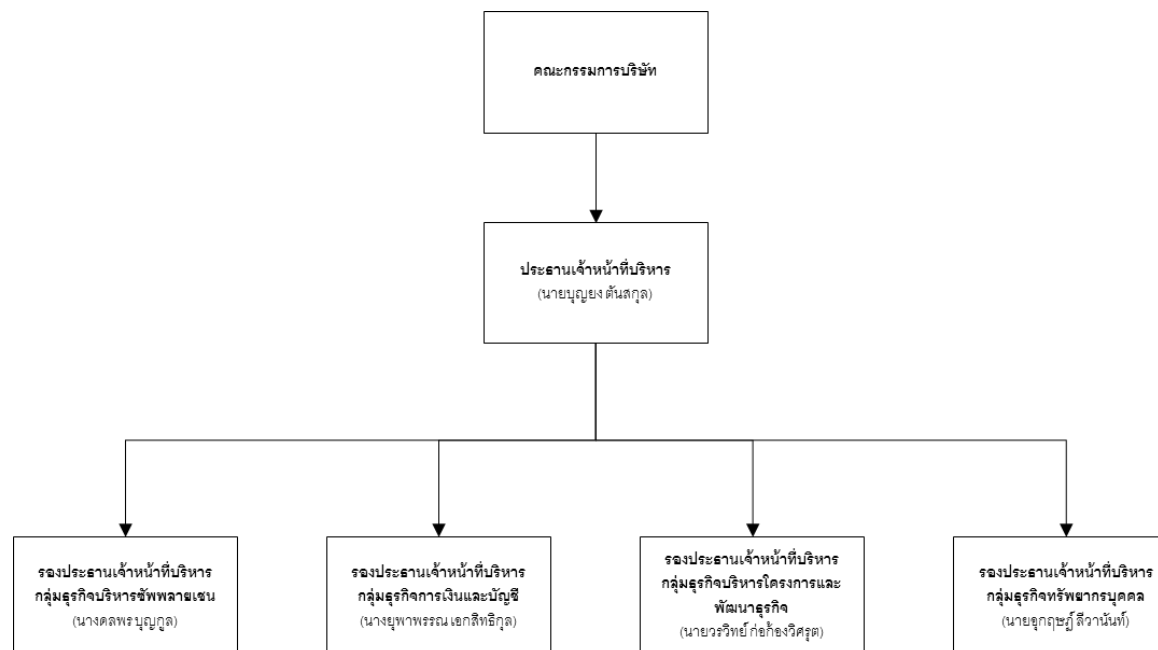 คณะกรรมการบริษัท
ประธานเจ้าหน้าที่บริหาร
(นายบุญยง ตันสกุล)
รองประธานเจ้าหน้าที่บริหาร
กลุ่มธุรกิจบริหารซัพพลายเชน
(นางดลพร บุญกูล)
รองประธานเจ้าหน้าที่บริหาร
กลุ่มธุรกิจการเงินและบัญชี
(นางยุพาพรรณ เอกสิทธิกุล)
รองประธานเจ้าหน้าที่บริหาร
กลุ่มธุรกิจบริหารโครงการและ
พัฒนาธุรกิจ
(นายวรวิทย์ ก่อก้องวิศรุต)
รองประธานเจ้าหน้าที่บริหาร
กลุ่มธุรกิจทรัพยากรบุคคล
(นายอุกฤษฏ์ ลีวานันท์)